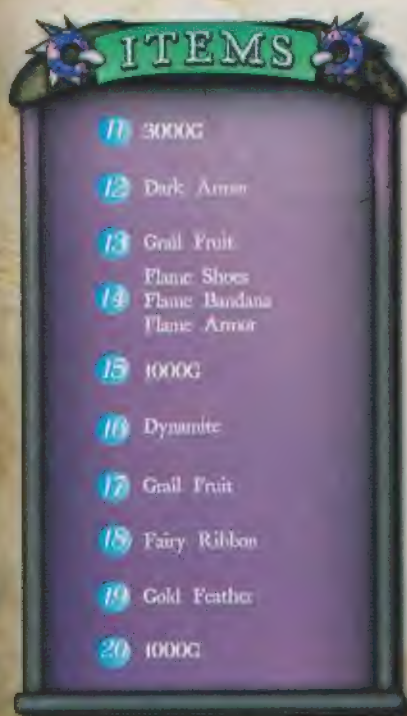 ITEMS
11 3000G
12 Dark Armor
13 Grail Fruit
Flame Shoes
14 Flame Bandana
Flame Armor
15 1000G
16 Dynamite
17 Grail Fruit
18 Fairy Ribbon
19 Gold Feather
20 1000G